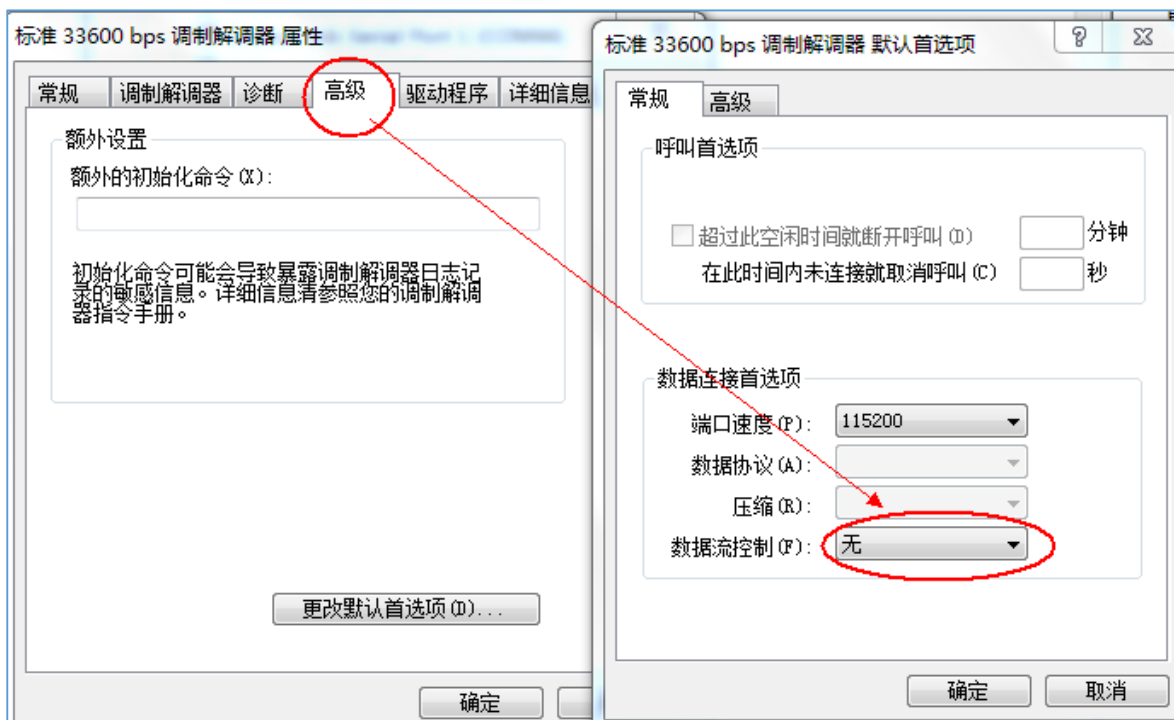 标准 33600 bps 调制解调器 属性
常规 调制解调器 诊断 高级 驱动程序 详细信息
额外设置
额外的初始化命令(X):
初始化命令可能会导致暴露调制解调器日志记
录的敏感信息。详细信息请参照您的调制解调
器指令手册。
更改默认首选项(D)...
确定
标准 33600 bps 调制解调器 默认首选项
常规 高级
呼叫首选项
超过此空闲时间就断开呼叫(D) 分钟
在此时间内未连接就取消呼叫(C) 秒
数据连接首选项
端口速度(P): 115200
数据协议(A):
压缩(R):
数据流控制(F): 无
确定 取消